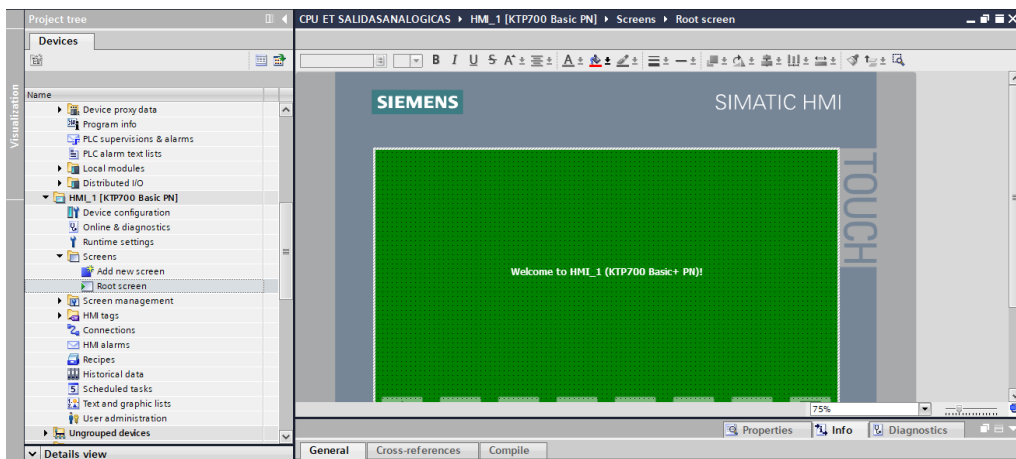 Project tree
CPU ET SALIDASANALOGICAS ▸ HMI_1 [KTP700 Basic PN] ▸ Screens ▸ Root screen
Devices
B I U S A
Visualization
Name
Device proxy data
Program info
PLC supervisions & alarms
PLC alarm text lists
Local modules
Distributed I/O
HMI_1 [KTP700 Basic PN]
Device configuration
Online & diagnostics
Runtime settings
Screens
Add new screen
Root screen
Screen management
HMI tags
Connections
HMI alarms
Recipes
Historical data
Scheduled tasks
Text and graphic lists
User administration
Ungrouped devices
Details view
SIEMENS
SIMATIC HMI
TOUCH
Welcome to HMI_1 (KTP700 Basic+ PN)!
75%
Properties
Info
Diagnostics
General
Cross-references
Compile